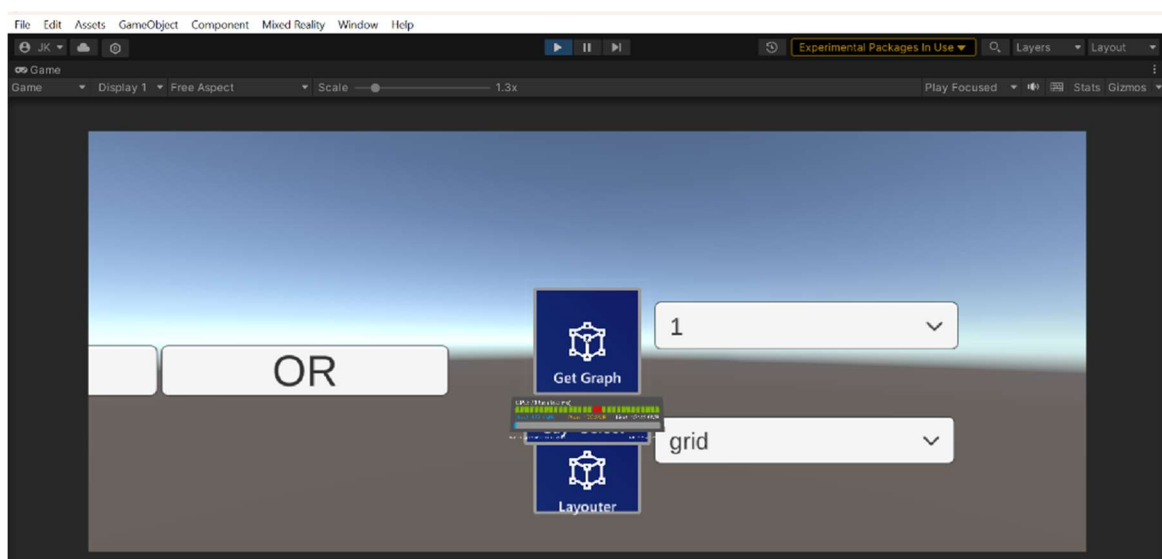 File Edit Assets GameObject Component Mixed Reality Window Help
JK Experimental Packages In Use Layers Layout
Game
Game Display 1 Free Aspect Scale 1.3x Play Focused Stats Gizmos
1
OR
Get Graph
grid
Layouter